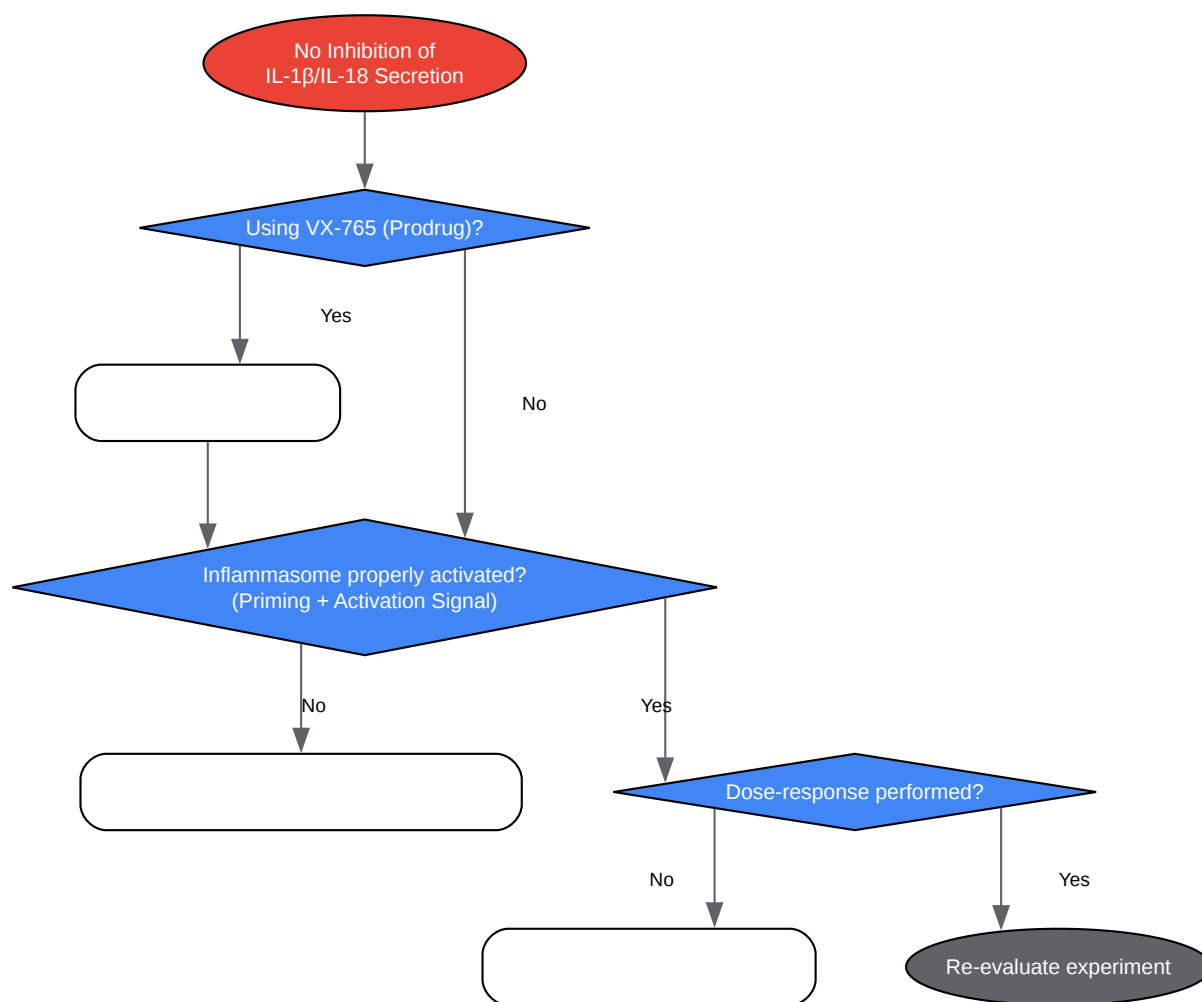 No Inhibition of
IL-1β/IL-18 Secretion
Using VX-765 (Prodrug)?
Yes
No
Inflammasome properly activated?
(Priming + Activation Signal)
No
Yes
Dose-response performed?
No
Yes
Re-evaluate experiment